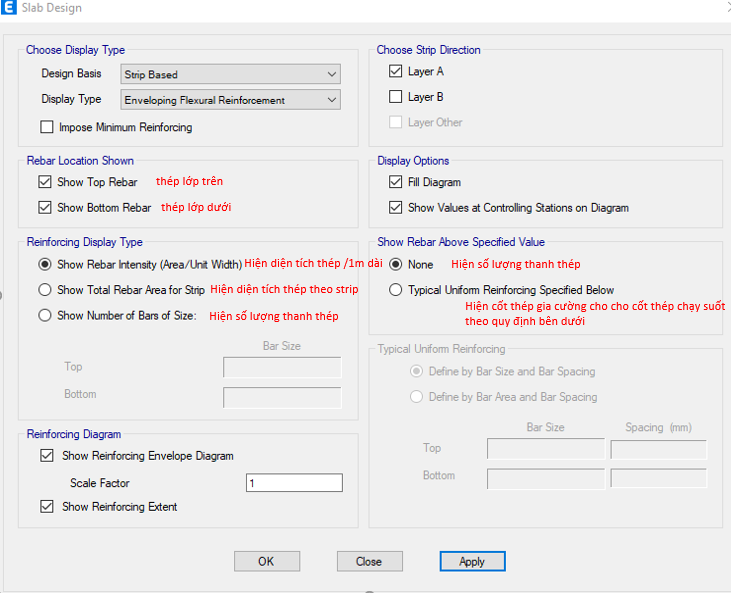 E Slab Design
Choose Display Type
Design Basis Strip Based
Display Type Enveloping Flexural Reinforcement
Impose Minimum Reinforcing
Choose Strip Direction
Layer A
Layer B
Layer Other
Rebar Location Shown
Show Top Rebar thép lớp trên
Show Bottom Rebar thép lớp dưới
Display Options
Fill Diagram
Show Values at Controlling Stations on Diagram
Reinforcing Display Type
Show Rebar Intensity (Area/Unit Width) Hiện diện tích thép /1m dài
Show Total Rebar Area for Strip Hiện diện tích thép theo strip
Show Number of Bars of Size: Hiện số lượng thanh thép
Bar Size
Top
Bottom
Show Rebar Above Specified Value
None Hiện số lượng thanh thép
Typical Uniform Reinforcing Specified Below
Hiện cốt thép gia cường cho cho cốt thép chạy suốt
theo quy định bên dưới
Typical Uniform Reinforcing
Define by Bar Size and Bar Spacing
Define by Bar Area and Bar Spacing
Bar Size Spacing (mm)
Top
Bottom
Reinforcing Diagram
Show Reinforcing Envelope Diagram
Scale Factor 1
Show Reinforcing Extent
OK Close Apply